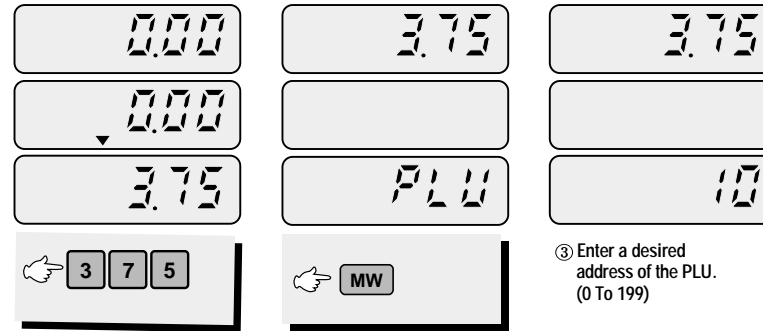 0.00
3.75
3.75
0.00
3.75
PLU
10
3 7 5
MW
③ Enter a desired
address of the PLU.
(0 To 199)